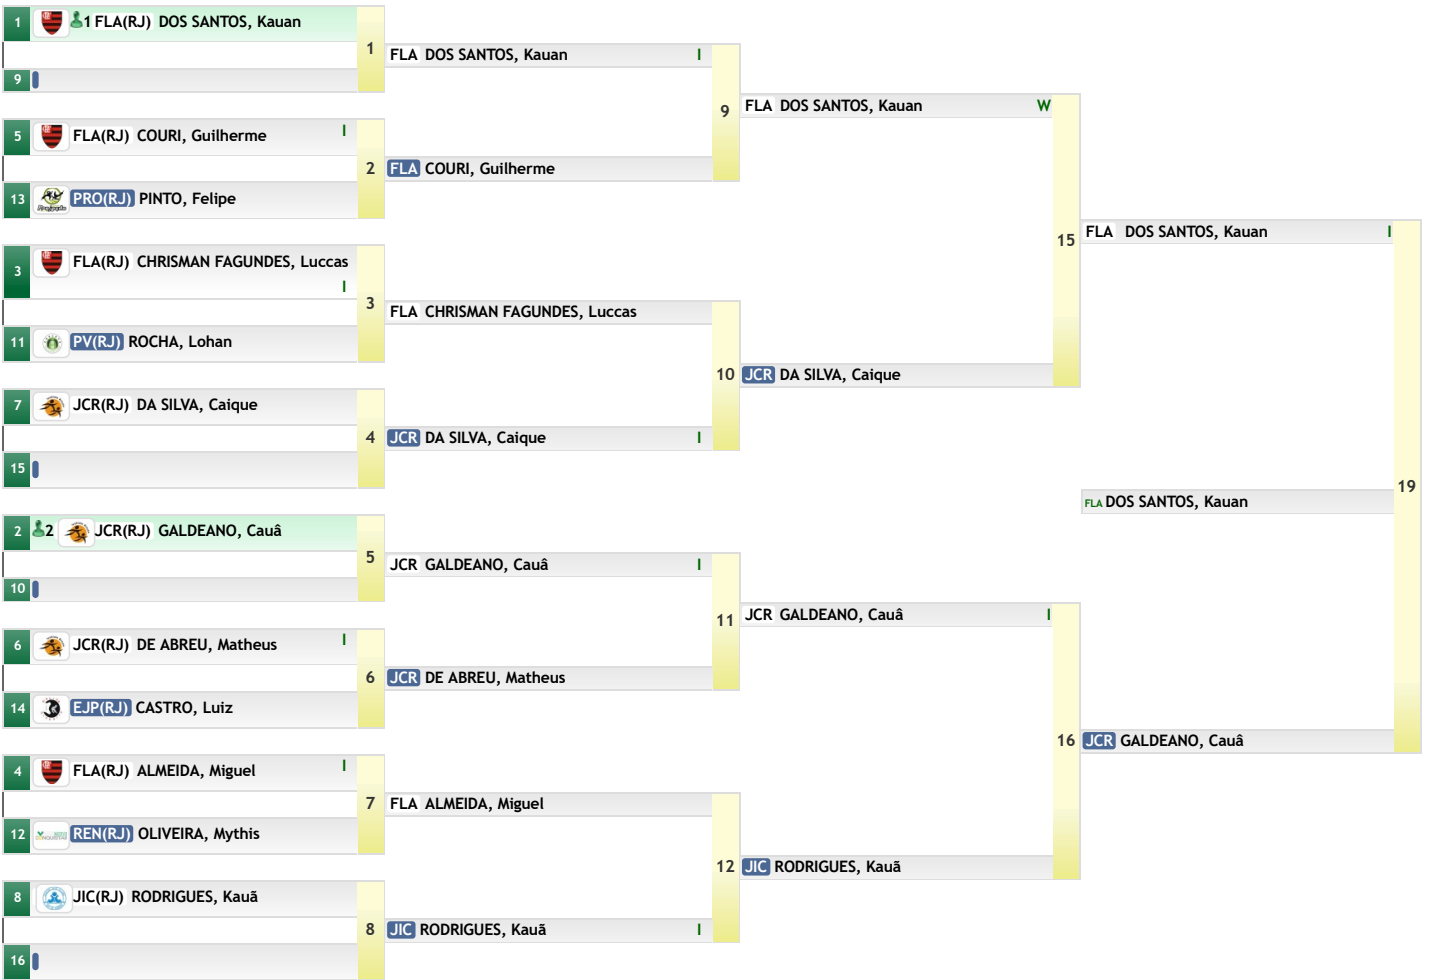 1 1 FLA(RJ) DOS SANTOS, Kauan
1
9
FLA DOS SANTOS, Kauan I
5 FLA(RJ) COURI, Guilherme I
2
13 PRO(RJ) PINTO, Felipe
FLA COURI, Guilherme
9
FLA DOS SANTOS, Kauan W
3 FLA(RJ) CHRISMAN FAGUNDES, Luccas
I
3
11 PV(RJ) ROCHA, Lohan
FLA CHRISMAN FAGUNDES, Luccas
7 JCR(RJ) DA SILVA, Caique
4
15
JCR DA SILVA, Caique I
10
JCR DA SILVA, Caique
15
FLA DOS SANTOS, Kauan I
2 2 JCR(RJ) GALDEANO, Cauâ
5
10
JCR GALDEANO, Cauâ I
6 JCR(RJ) DE ABREU, Matheus I
6
14 EJP(RJ) CASTRO, Luiz
JCR DE ABREU, Matheus
11
JCR GALDEANO, Cauâ I
4 FLA(RJ) ALMEIDA, Miguel I
7
12 REN(RJ) OLIVEIRA, Mythis
FLA ALMEIDA, Miguel
8 JIC(RJ) RODRIGUES, Kauã
8
16
JIC RODRIGUES, Kauã I
12
JIC RODRIGUES, Kauã
16
JCR GALDEANO, Cauâ
19
FLA DOS SANTOS, Kauan